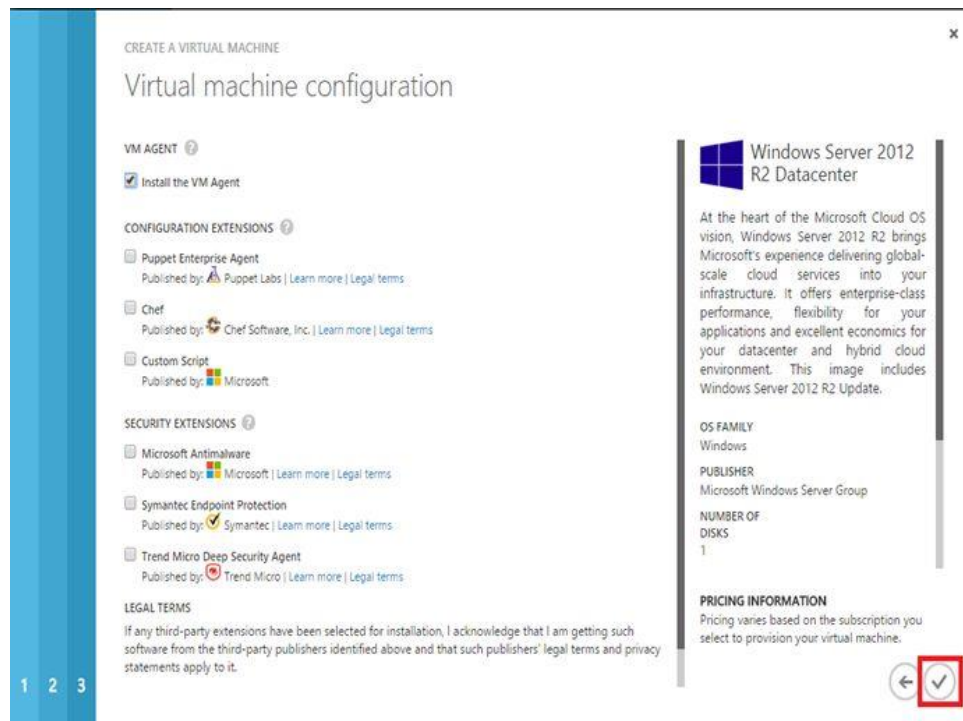 CREATE A VIRTUAL MACHINE
Virtual machine configuration
VM AGENT ?
Install the VM Agent
CONFIGURATION EXTENSIONS ?
Puppet Enterprise Agent
Published by: Puppet Labs | Learn more | Legal terms
Chef
Published by: Chef Software, Inc. | Learn more | Legal terms
Custom Script
Published by: Microsoft
SECURITY EXTENSIONS ?
Microsoft Antimalware
Published by: Microsoft | Learn more | Legal terms
Symantec Endpoint Protection
Published by: Symantec | Learn more | Legal terms
Trend Micro Deep Security Agent
Published by: Trend Micro | Learn more | Legal terms
LEGAL TERMS
If any third-party extensions have been selected for installation, I acknowledge that I am getting such
software from the third-party publishers identified above and that such publishers' legal terms and privacy
statements apply to it.
Windows Server 2012
R2 Datacenter
At the heart of the Microsoft Cloud OS
vision, Windows Server 2012 R2 brings
Microsoft's experience delivering global-
scale cloud services into your
infrastructure. It offers enterprise-class
performance, flexibility for your
applications and excellent economics for
your datacenter and hybrid cloud
environment. This image includes
Windows Server 2012 R2 Update.
OS FAMILY
Windows
PUBLISHER
Microsoft Windows Server Group
NUMBER OF
DISKS
1
PRICING INFORMATION
Pricing varies based on the subscription you
select to provision your virtual machine.
1 2 3